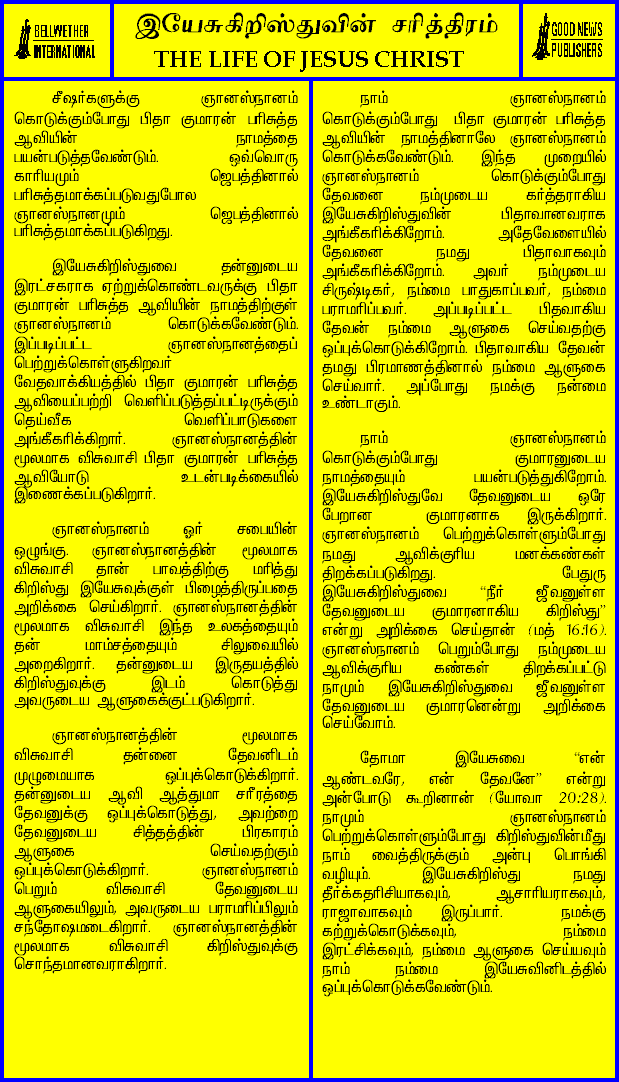 BELLWETHER
INTERNATIONAL
இயேசுகிறிஸ்துவின் சரித்திரம்
THE LIFE OF JESUS CHRIST
GOOD NEWS
PUBLISHERS
சீஷர்களுக்கு ஞானஸ்நானம்
கொடுக்கும்போது பிதா குமாரன் பரிசுத்த
ஆவியின் நாமத்தை
பயன்படுத்தவேண்டும். ஒவ்வொரு
காரியமும் ஜெபத்தினால்
பரிசுத்தமாக்கப்படுவதுபோல
ஞானஸ்நானமும் ஜெபத்தினால்
பரிசுத்தமாக்கப்படுகிறது.
இயேசுகிறிஸ்துவை தன்னுடைய
இரட்சகராக ஏற்றுக்கொண்டவருக்கு பிதா
குமாரன் பரிசுத்த ஆவியின் நாமத்திற்குள்
ஞானஸ்நானம் கொடுக்கவேண்டும்.
இப்படிப்பட்ட ஞானஸ்நானத்தைப்
பெற்றுக்கொள்ளுகிறவர்
வேதவாக்கியத்தில் பிதா குமாரன் பரிசுத்த
ஆவியைப்பற்றி வெளிப்படுத்தப்பட்டிருக்கும்
தெய்வீக வெளிப்பாடுகளை
அங்கீகரிக்கிறார். ஞானஸ்நானத்தின்
மூலமாக விசுவாசி பிதா குமாரன் பரிசுத்த
ஆவியோடு உடன்படிக்கையில்
இணைக்கப்படுகிறார்.
ஞானஸ்நானம் ஓர் சபையின்
ஒழுங்கு. ஞானஸ்நானத்தின் மூலமாக
விசுவாசி தான் பாவத்திற்கு மரித்து
கிறிஸ்து இயேசுவுக்குள் பிழைத்திருப்பதை
அறிக்கை செய்கிறார். ஞானஸ்நானத்தின்
மூலமாக விசுவாசி இந்த உலகத்தையும்
தன் மாம்சத்தையும் சிலுவையில்
அறைகிறார். தன்னுடைய இருதயத்தில்
கிறிஸ்துவுக்கு இடம் கொடுத்து
அவருடைய ஆளுகைக்குட்படுகிறார்.
ஞானஸ்நானத்தின் மூலமாக
விசுவாசி தன்னை தேவனிடம்
முழுமையாக ஒப்புக்கொடுக்கிறார்.
தன்னுடைய ஆவி ஆத்துமா சரீரத்தை
தேவனுக்கு ஒப்புக்கொடுத்து, அவற்றை
தேவனுடைய சித்தத்தின் பிரகாரம்
ஆளுகை செய்வதற்கும்
ஒப்புக்கொடுக்கிறார். ஞானஸ்நானம்
பெறும் விசுவாசி தேவனுடைய
ஆளுகையிலும், அவருடைய பராமரிப்பிலும்
சந்தோஷமடைகிறார். ஞானஸ்நானத்தின்
மூலமாக விசுவாசி கிறிஸ்துவுக்கு
சொந்தமானவராகிறார்.
நாம் ஞானஸ்நானம்
கொடுக்கும்போது பிதா குமாரன் பரிசுத்த
ஆவியின் நாமத்தினாலே ஞானஸ்நானம்
கொடுக்கவேண்டும். இந்த முறையில்
ஞானஸ்நானம் கொடுக்கும்போது
தேவனை நம்முடைய கர்த்தராகிய
இயேசுகிறிஸ்துவின் பிதாவானவராக
அங்கீகரிக்கிறோம். அதேவேளையில்
தேவனை நமது பிதாவாகவும்
அங்கீகரிக்கிறோம். அவர் நம்முடைய
சிருஷ்டிகர், நம்மை பாதுகாப்பவர், நம்மை
பராமரிப்பவர். அப்படிப்பட்ட பிதவாகிய
தேவன் நம்மை ஆளுகை செய்வதற்கு
ஒப்புக்கொடுக்கிறோம். பிதாவாகிய தேவன்
தமது பிரமாணத்தினால் நம்மை ஆளுகை
செய்வார். அப்போது நமக்கு நன்மை
உண்டாகும்.
நாம் ஞானஸ்நானம்
கொடுக்கும்போது குமாரனுடைய
நாமத்தையும் பயன்படுத்துகிறோம்.
இயேசுகிறிஸ்துவே தேவனுடைய ஒரே
பேறான குமாரனாக இருக்கிறார்.
ஞானஸ்நானம் பெற்றுக்கொள்ளும்போது
நமது ஆவிக்குரிய மனக்கண்கள்
திறக்கப்படுகிறது. பேதுரு
இயேசுகிறிஸ்துவை “நீர் ஜீவனுள்ள
தேவனுடைய குமாரனாகிய கிறிஸ்து”
என்று அறிக்கை செய்தான் (மத் 16:16).
ஞானஸ்நானம் பெறும்போது நம்முடைய
ஆவிக்குரிய கண்கள் திறக்கப்பட்டு
நாமும் இயேசுகிறிஸ்துவை ஜீவனுள்ள
தேவனுடைய குமாரனென்று அறிக்கை
செய்வோம்.
தோமா இயேசுவை “என்
ஆண்டவரே, என் தேவனே” என்று
அன்போடு கூறினான் (யோவா 20:28).
நாமும் ஞானஸ்நானம்
பெற்றுக்கொள்ளும்போது கிறிஸ்துவின்மீது
நாம் வைத்திருக்கும் அன்பு பொங்கி
வழியும். இயேசுகிறிஸ்து நமது
தீர்க்கதரிசியாகவும், ஆசாரியராகவும்,
ராஜாவாகவும் இருப்பார். நமக்கு
கற்றுக்கொடுக்கவும், நம்மை
இரட்சிக்கவும், நம்மை ஆளுகை செய்யவும்
நாம் நம்மை இயேசுவினிடத்தில்
ஒப்புக்கொடுக்கவேண்டும்.